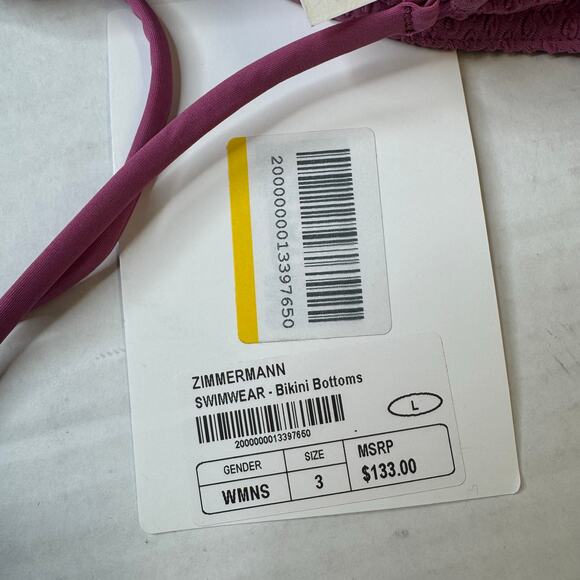 2000000013397650
ZIMMERMANN
SWIMWEAR - Bikini Bottoms
L
2000000013397650
GENDER SIZE MSRP
WMNS 3 $133.00